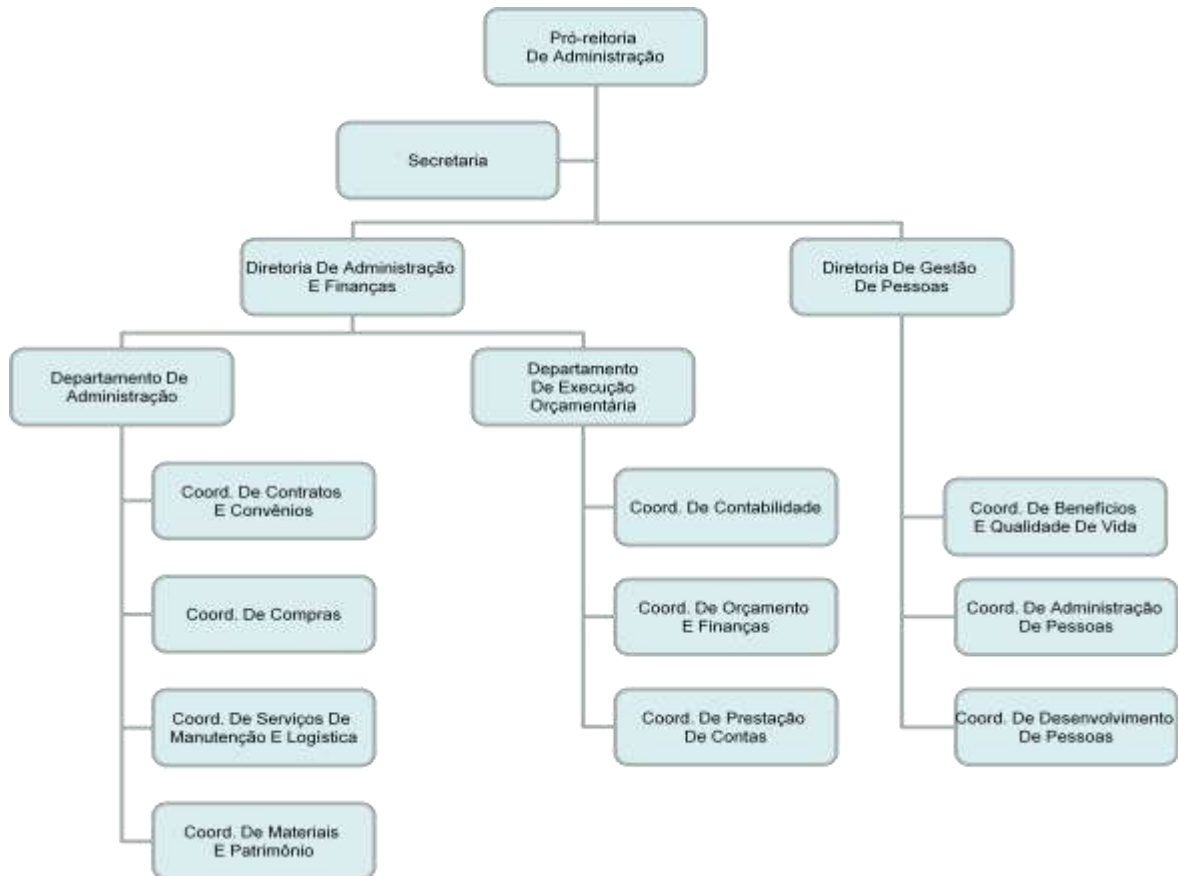 Pró-reitoria
De Administração
Secretaria
Diretoria De Administração
E Finanças
Diretoria De Gestão
De Pessoas
Departamento De
Administração
Departamento
De Execução
Orçamentária
Coord. De Contratos
E Convênios
Coord. De Compras
Coord. De Serviços De
Manutenção E Logística
Coord. De Materiais
E Patrimônio
Coord. De Contabilidade
Coord. De Orçamento
E Finanças
Coord. De Prestação
De Contas
Coord. De Benefícios
E Qualidade De Vida
Coord. De Administração
De Pessoas
Coord. De Desenvolvimento
De Pessoas